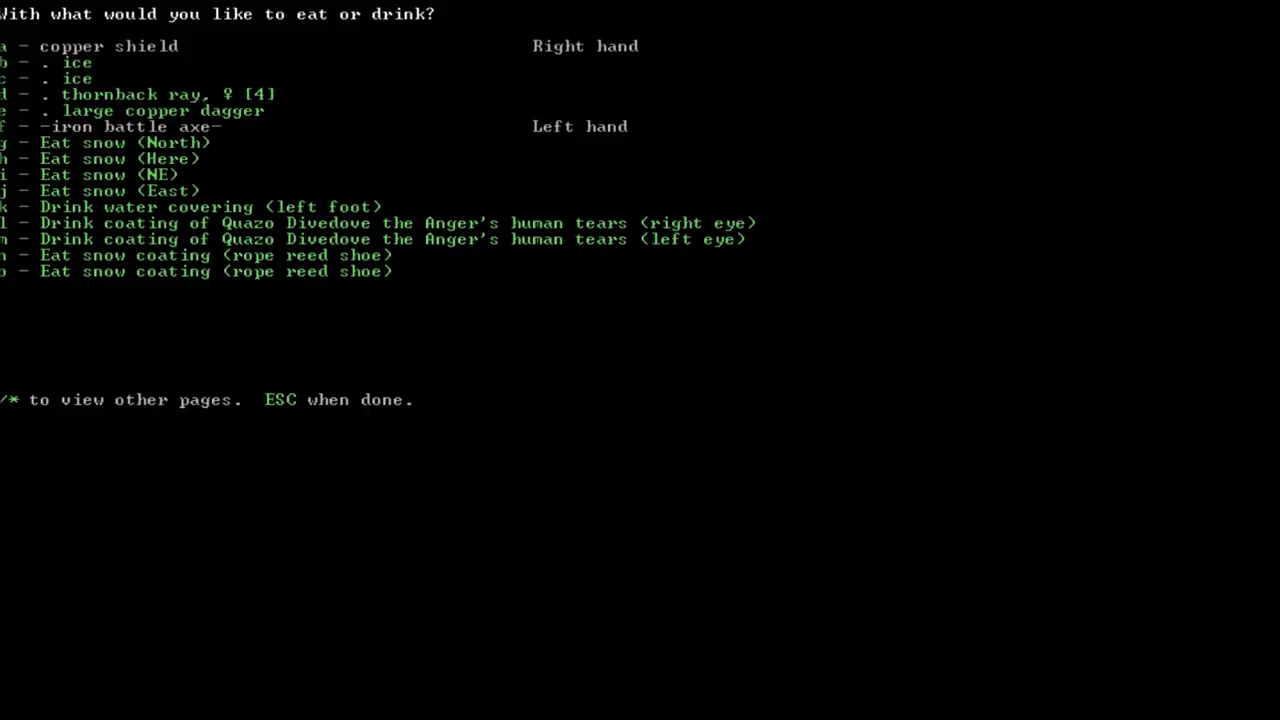 With what would you like to eat or drink?
a - copper shield Right hand
b - . ice
c - . ice
d - . thornback ray, ♀ [4]
e - . large copper dagger
f - -iron battle axe- Left hand
g - Eat snow (North)
h - Eat snow (Here)
i - Eat snow (NE)
j - Eat snow (East)
k - Drink water covering (left foot)
l - Drink coating of Quazo Divedove the Anger's human tears (right eye)
m - Drink coating of Quazo Divedove the Anger's human tears (left eye)
n - Eat snow coating (rope reed shoe)
o - Eat snow coating (rope reed shoe)
/* to view other pages. ESC when done.